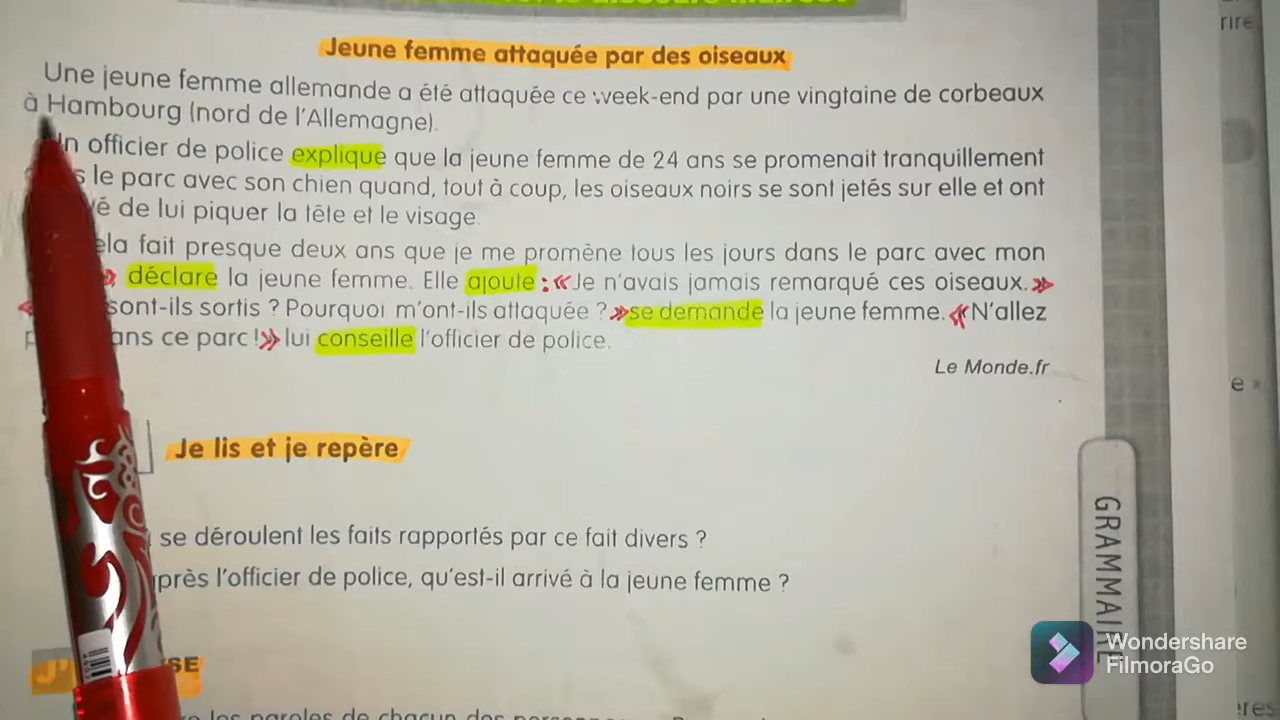 Jeune femme attaquée par des oiseaux
Une jeune femme allemande a été attaquée ce week-end par une vingtaine de corbeaux
à Hambourg (nord de l'Allemagne).
officier de police explique que la jeune femme de 24 ans se promenait tranquillement
le parc avec son chien quand, tout à coup, les oiseaux noirs se sont jetés sur elle et ont
de lui piquer la tête et le visage.
fait presque deux ans que je me promène tous les jours dans le parc avec mon
» déclare la jeune femme. Elle ajoute : «Je n'avais jamais remarqué ces oiseaux.»
« sont-ils sortis ? Pourquoi m'ont-ils attaquée ? » se demande la jeune femme. «N'allez
ce parc !» lui conseille l'officier de police.
Le Monde.fr
Je lis et je repère
se déroulent les faits rapportés par ce fait divers ?
l'officier de police, qu'est-il arrivé à la jeune femme ?
GRAMMAIRE
Wondershare
FilmoraGo